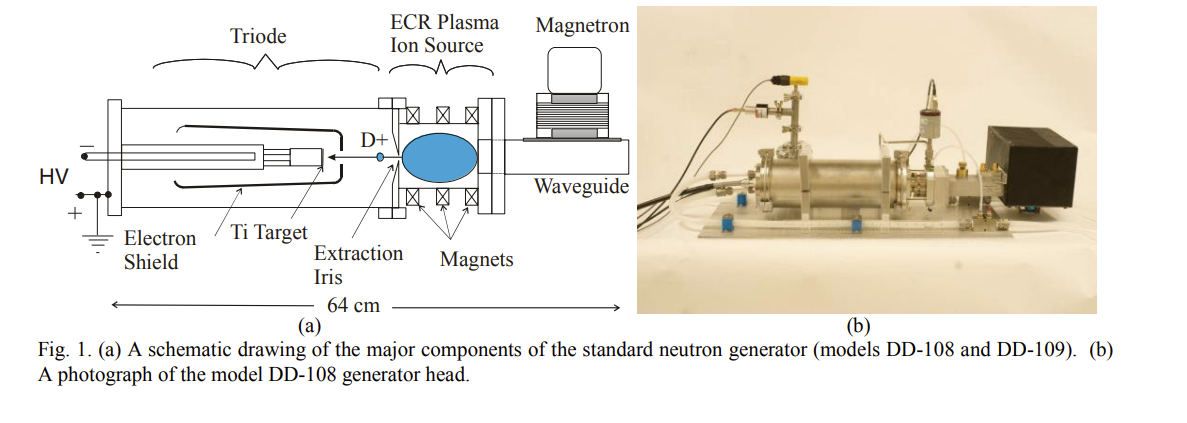 Triode
ECR Plasma
Ion Source
Magnetron
D+
HV
−
+
Waveguide
Electron
Shield
Ti Target
Extraction
Iris
Magnets
64 cm
(a)
(b)
Fig. 1. (a) A schematic drawing of the major components of the standard neutron generator (models DD-108 and DD-109). (b)
A photograph of the model DD-108 generator head.